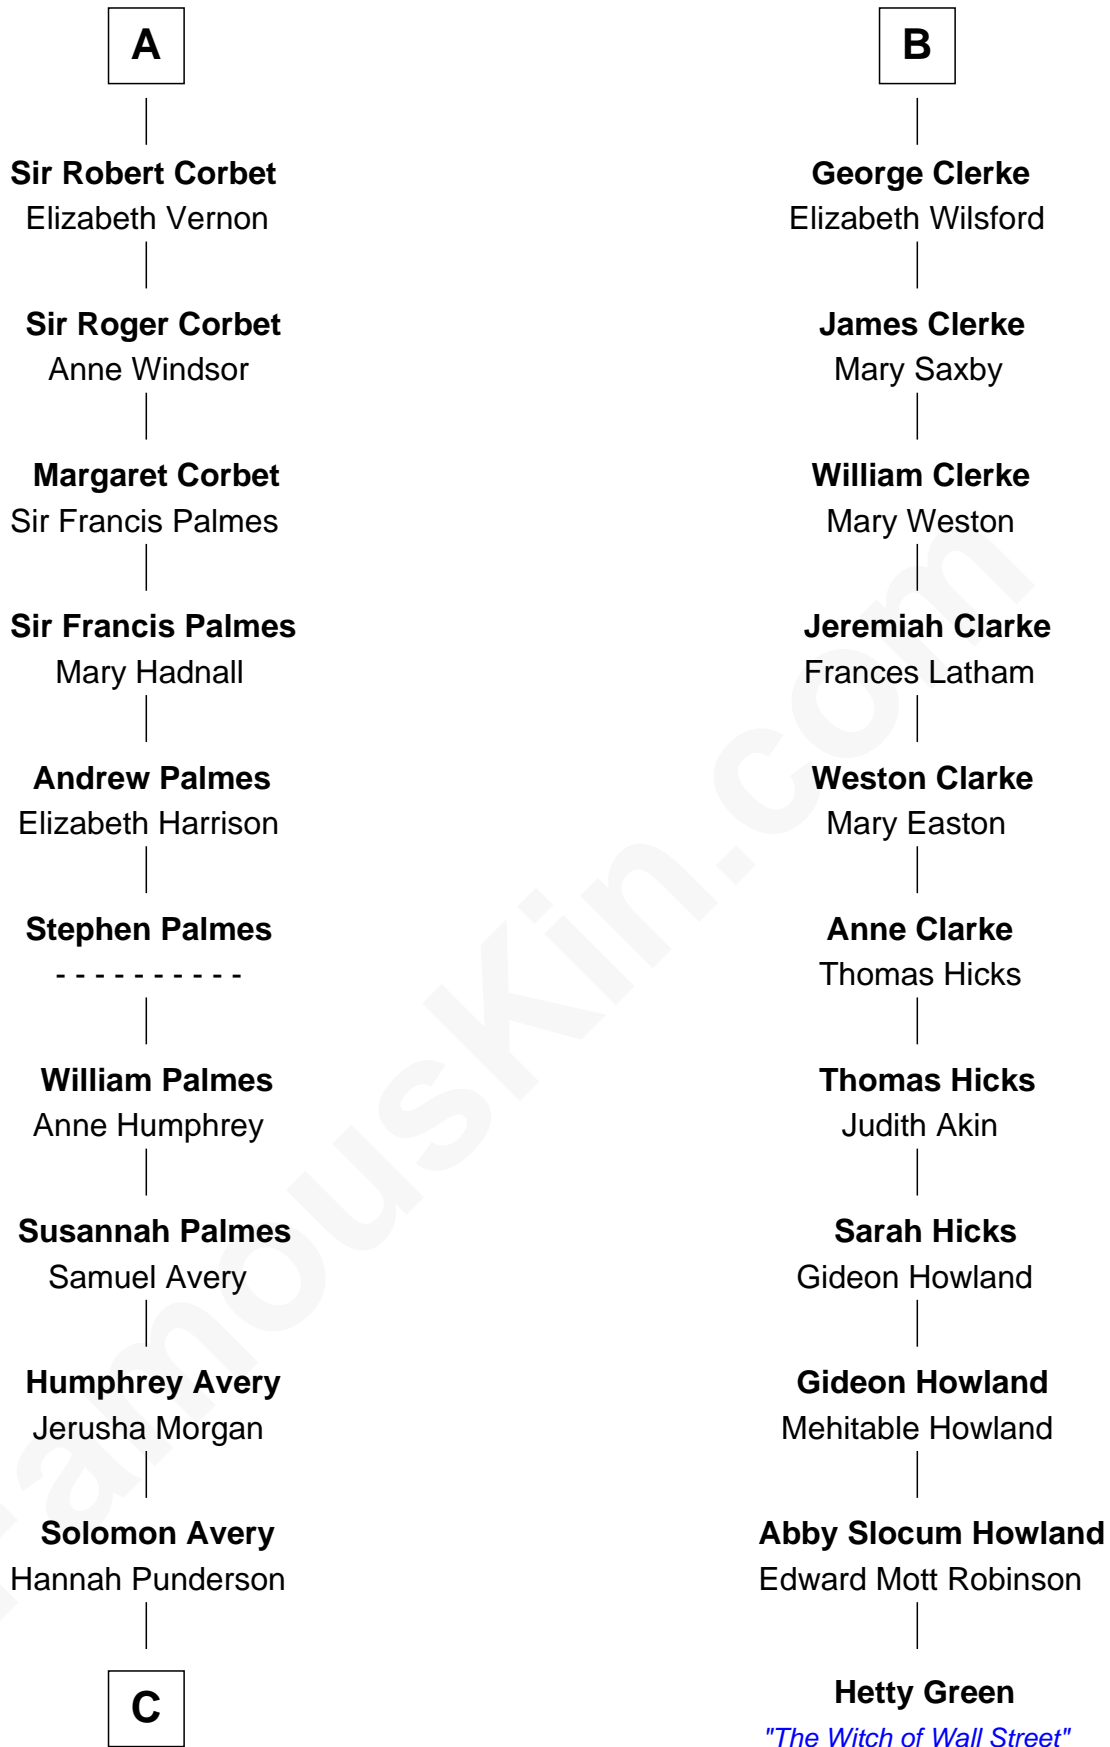 A
Sir Robert Corbet
Elizabeth Vernon
Sir Roger Corbet
Anne Windsor
Margaret Corbet
Sir Francis Palmes
Sir Francis Palmes
Mary Hadnall
Andrew Palmes
Elizabeth Harrison
Stephen Palmes
- - - - - - - - - -
William Palmes
Anne Humphrey
Susannah Palmes
Samuel Avery
Humphrey Avery
Jerusha Morgan
Solomon Avery
Hannah Punderson
C
B
George Clerke
Elizabeth Wilsford
James Clerke
Mary Saxby
William Clerke
Mary Weston
Jeremiah Clarke
Frances Latham
Weston Clarke
Mary Easton
Anne Clarke
Thomas Hicks
Thomas Hicks
Judith Akin
Sarah Hicks
Gideon Howland
Gideon Howland
Mehitable Howland
Abby Slocum Howland
Edward Mott Robinson
Hetty Green
"The Witch of Wall Street"
FamousKin.com